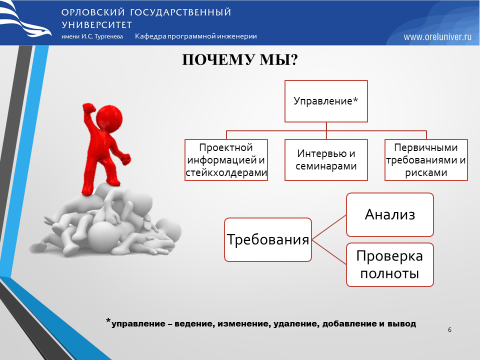 ОРЛОВСКИЙ ГОСУДАРСТВЕННЫЙ
УНИВЕРСИТЕТ
имени И.С. Тургенева Кафедра программной инженерии
www.oreluniver.ru
ПОЧЕМУ МЫ?
Управление*
Проектной
информацией и
стейкхолдерами
Интервью и
семинарами
Первичными
требованиями и
рисками
Требования
Анализ
Проверка
полноты
*управление – ведение, изменение, удаление, добавление и вывод
6